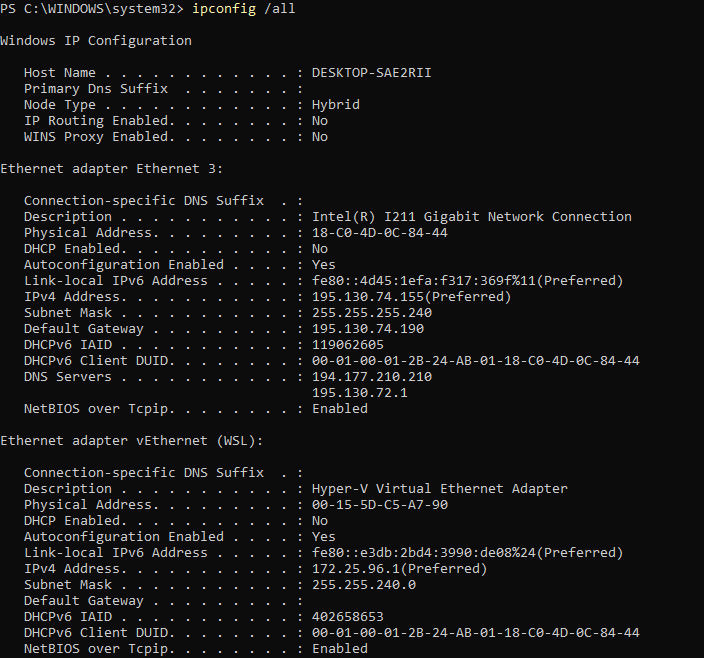 PS C:\WINDOWS\system32> ipconfig /all
Windows IP Configuration
Host Name . . . . . . . . . . . . : DESKTOP-SAE2RII
Primary Dns Suffix  . . . . . . . :
Node Type . . . . . . . . . . . . : Hybrid
IP Routing Enabled. . . . . . . . : No
WINS Proxy Enabled. . . . . . . . : No
Ethernet adapter Ethernet 3:
Connection-specific DNS Suffix  . :
Description . . . . . . . . . . . : Intel(R) I211 Gigabit Network Connection
Physical Address. . . . . . . . . : 18-C0-4D-0C-84-44
DHCP Enabled. . . . . . . . . . . : No
Autoconfiguration Enabled . . . . : Yes
Link-local IPv6 Address . . . . . : fe80::4d45:1efa:f317:369f%11(Preferred)
IPv4 Address. . . . . . . . . . . : 195.130.74.155(Preferred)
Subnet Mask . . . . . . . . . . . : 255.255.255.240
Default Gateway . . . . . . . . . : 195.130.74.190
DHCPv6 IAID . . . . . . . . . . . : 119062605
DHCPv6 Client DUID. . . . . . . . : 00-01-00-01-2B-24-AB-01-18-C0-4D-0C-84-44
DNS Servers . . . . . . . . . . . : 194.177.210.210
195.130.72.1
NetBIOS over Tcpip. . . . . . . . : Enabled
Ethernet adapter vEthernet (WSL):
Connection-specific DNS Suffix  . :
Description . . . . . . . . . . . : Hyper-V Virtual Ethernet Adapter
Physical Address. . . . . . . . . : 00-15-5D-C5-A7-90
DHCP Enabled. . . . . . . . . . . : No
Autoconfiguration Enabled . . . . : Yes
Link-local IPv6 Address . . . . . : fe80::e3db:2bd4:3990:de08%24(Preferred)
IPv4 Address. . . . . . . . . . . : 172.25.96.1(Preferred)
Subnet Mask . . . . . . . . . . . : 255.255.240.0
Default Gateway . . . . . . . . . :
DHCPv6 IAID . . . . . . . . . . . : 402658653
DHCPv6 Client DUID. . . . . . . . : 00-01-00-01-2B-24-AB-01-18-C0-4D-0C-84-44
NetBIOS over Tcpip. . . . . . . . : Enabled